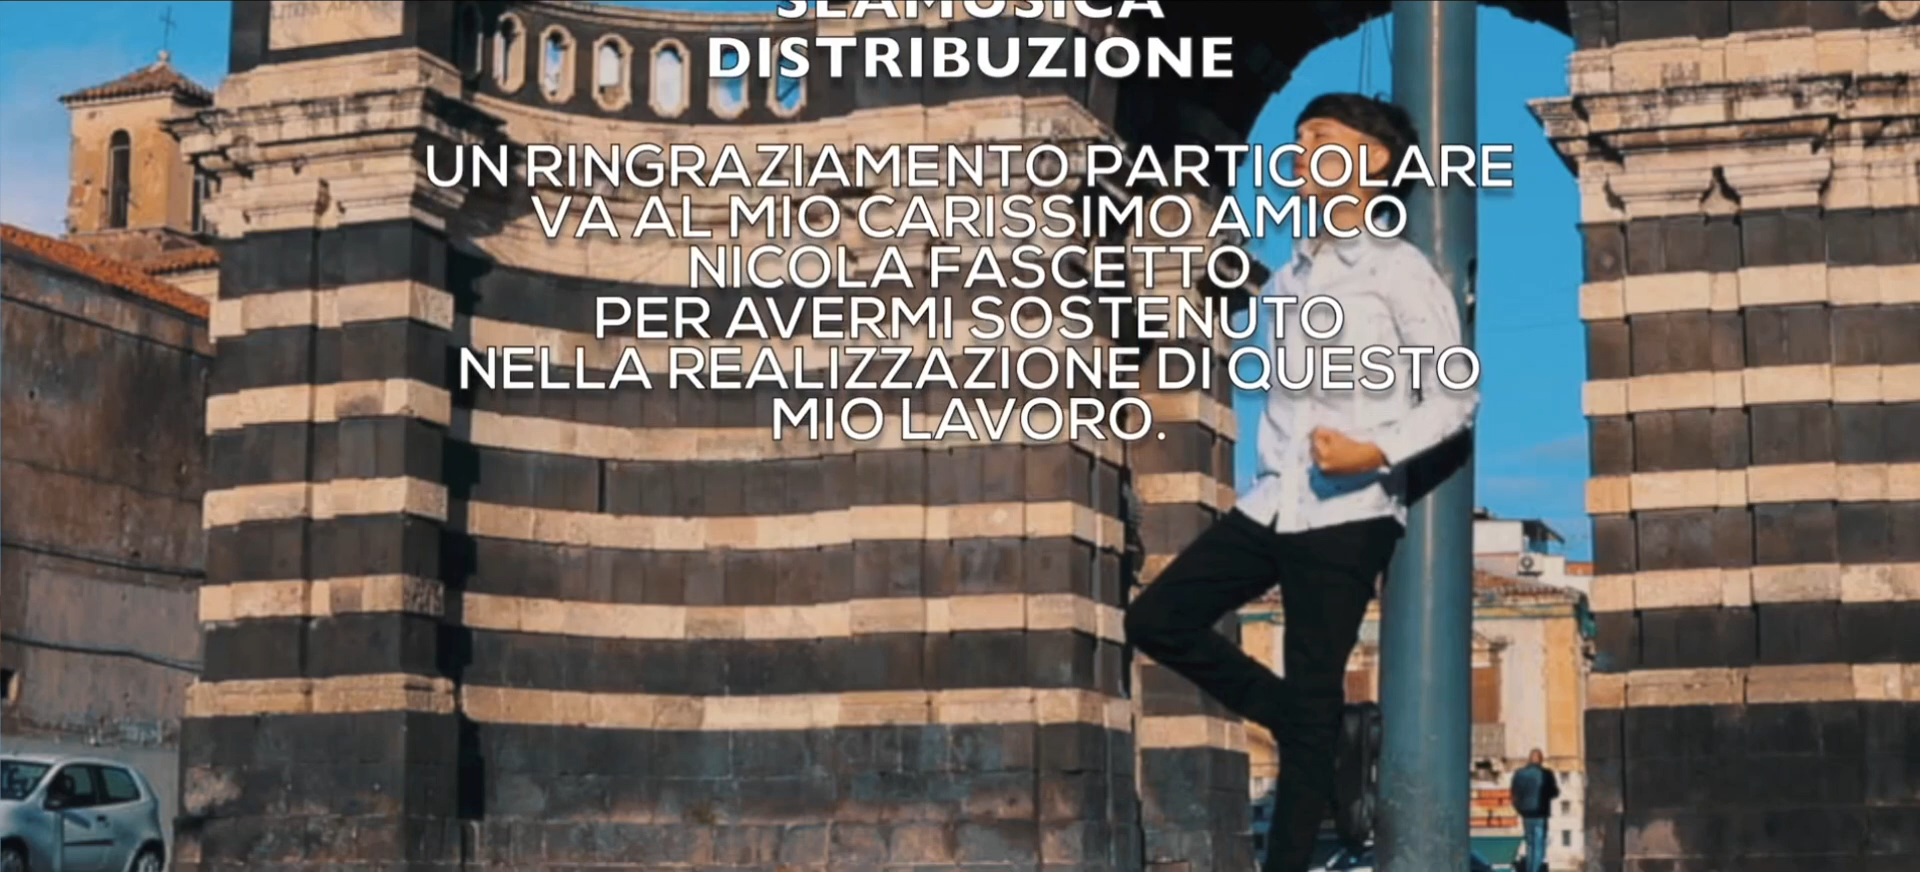 SEAMUSICA
DISTRIBUZIONE
UN RINGRAZIAMENTO PARTICOLARE
VA AL MIO CARISSIMO AMICO
NICOLA FASCETTO
PER AVERMI SOSTENUTO
NELLA REALIZZAZIONE DI QUESTO
MIO LAVORO.